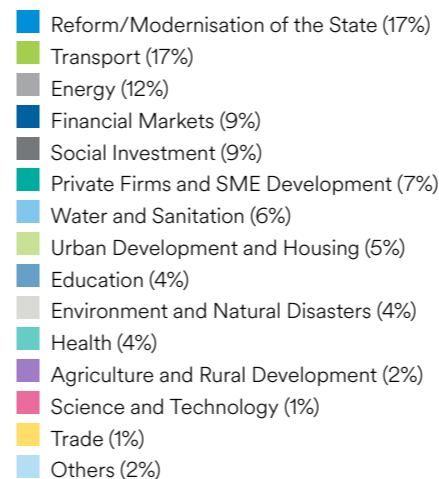 Reform/Modernisation of the State (17%)
Transport (17%)
Energy (12%)
Financial Markets (9%)
Social Investment (9%)
Private Firms and SME Development (7%)
Water and Sanitation (6%)
Urban Development and Housing (5%)
Education (4%)
Environment and Natural Disasters (4%)
Health (4%)
Agriculture and Rural Development (2%)
Science and Technology (1%)
Trade (1%)
Others (2%)